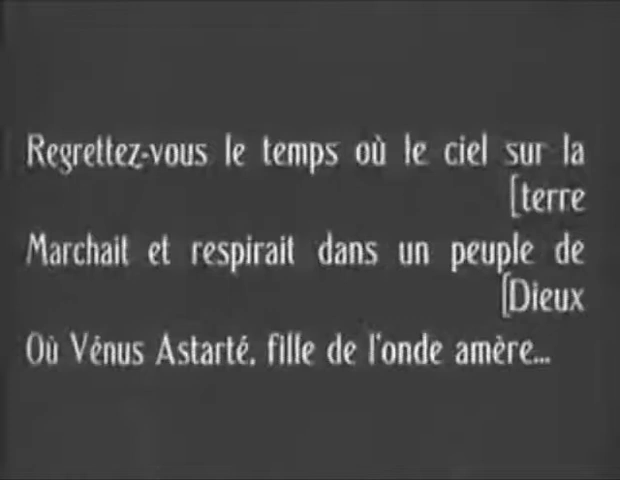 Regrettez-vous le temps où le ciel sur la
[terre
Marchait et respirait dans un peuple de
[Dieux
Où Vénus Astarté, fille de l'onde amère...